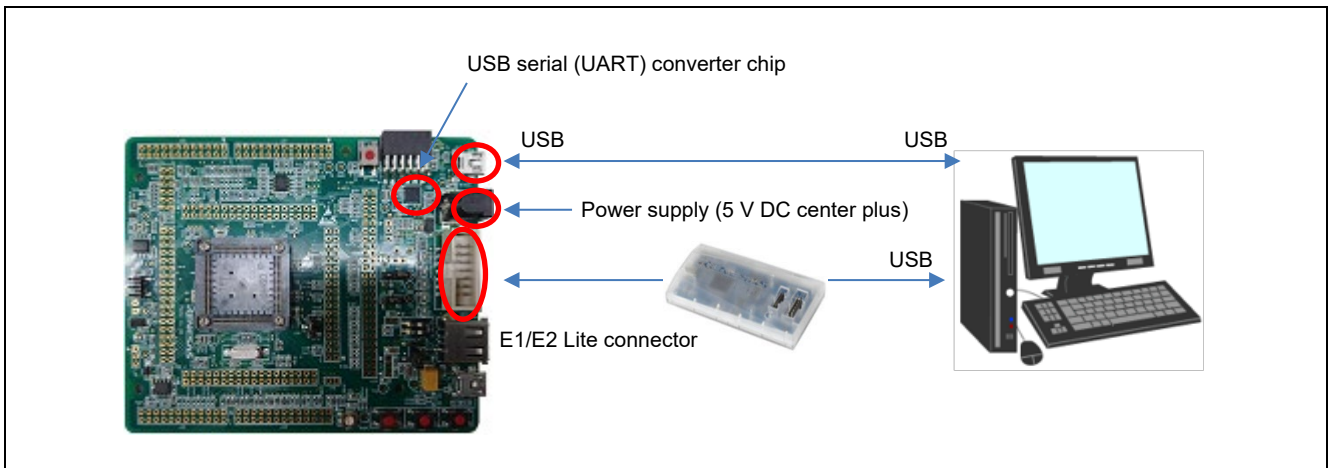 USB serial (UART) converter chip
USB
USB
Power supply (5 V DC center plus)
USB
E1/E2 Lite connector